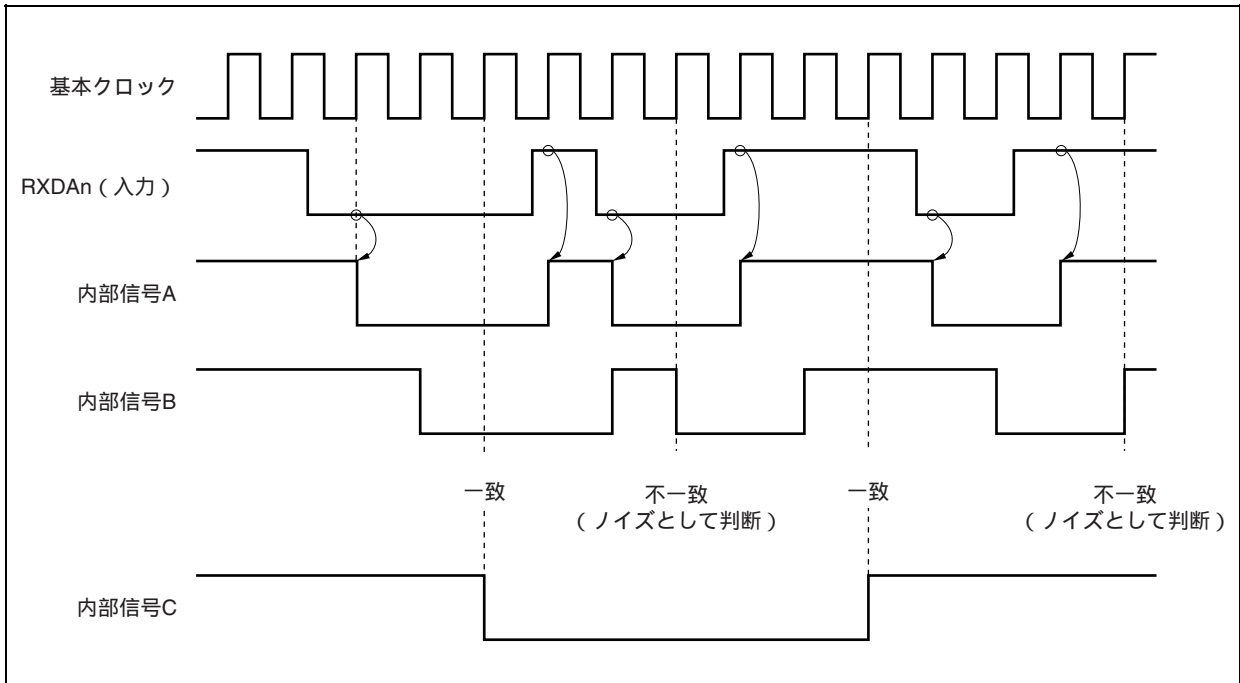 基本クロック
RXDAn（入力）
内部信号A
内部信号B
一致
不一致
（ノイズとして判断）
一致
不一致
（ノイズとして判断）
内部信号C